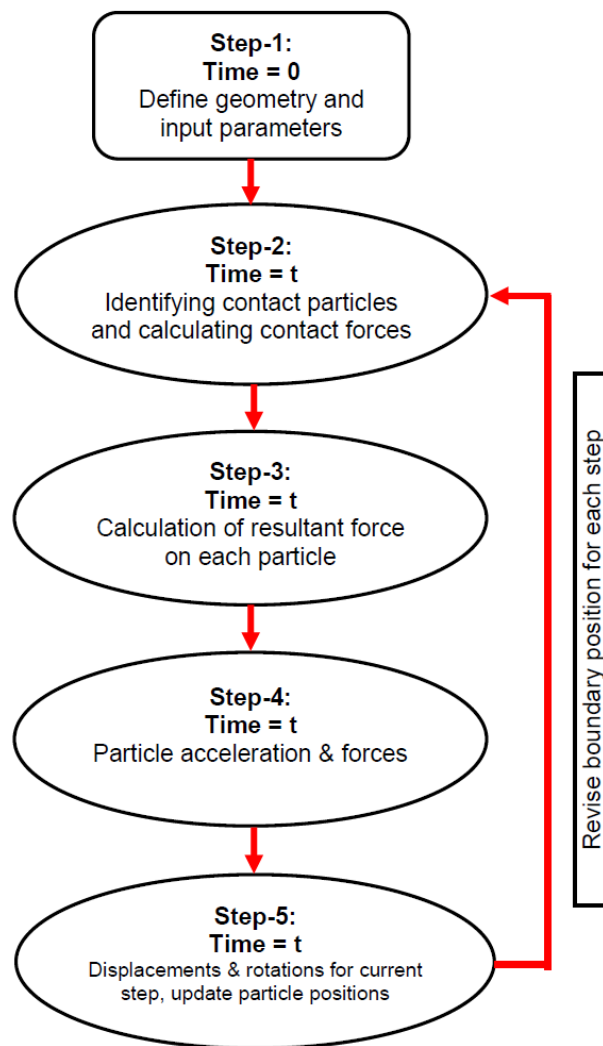 Step-1:
Time = 0
Define geometry and
input parameters
Step-2:
Time = t
Identifying contact particles
and calculating contact forces
Step-3:
Time = t
Calculation of resultant force
on each particle
Step-4:
Time = t
Particle acceleration & forces
Step-5:
Time = t
Displacements & rotations for current
step, update particle positions
Revise boundary position for each step